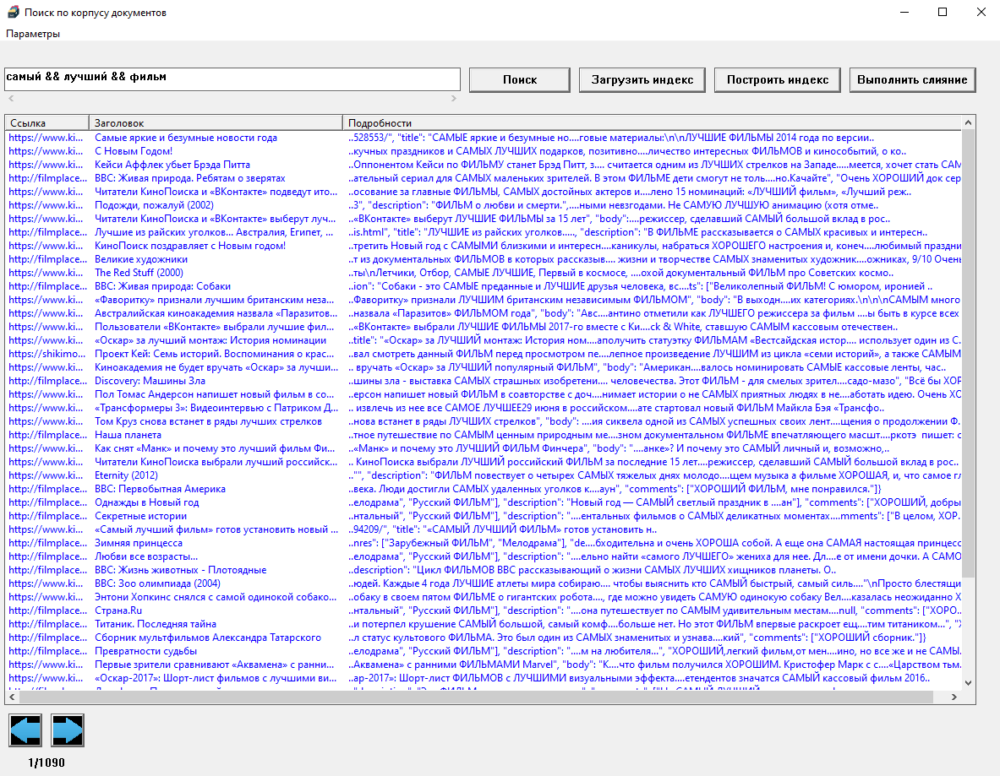 Поиск по корпусу документов
Параметры
самый && лучший && фильм
Поиск
Загрузить индекс
Построить индекс
Выполнить слияние
Ссылка Заголовок Подробности
https://www.ki... Самые яркие и безумные новости года ..528553/", "title": "САМЫЕ яркие и безумные но....говые материалы:\n\nЛУЧШИЕ ФИЛЬМЫ 2014 года по версии..
https://www.ki... С Новым Годом! ..кучных праздников и САМЫХ ЛУЧШИХ подарков, позитивно....личество интересных ФИЛЬМОВ и кинособытий, о ко..
https://www.ki... Кейси Аффлек убьет Брэда Питта ..Оппонентом Кейси по ФИЛЬМУ станет Брэд Питт, з.... считается одним из ЛУЧШИХ стрелков на Западе....меется, хочет стать САМ
http://filmplace... BBC: Живая природа. Ребятам о зверятах ..ательный сериал для САМЫХ маленьких зрителей. В этом ФИЛЬМЕ дети смогут не толь....но.Качайте", "Очень ХОРОШИЙ док сер
https://www.ki... Читатели КиноПоиска и «ВКонтакте» подведут ито... ..осование за главные ФИЛЬМЫ, САМЫХ достойных актеров и....лено 15 номинаций: «ЛУЧШИЙ фильм», «Лучший реж..
https://www.ki... Подожди, пожалуй (2002) ..3", "description": "ФИЛЬМ о любви и смерти.",....ными невзгодами. Не САМУЮ ЛУЧШУЮ анимацию (хотя отме..
https://www.ki... Читатели КиноПоиска и «ВКонтакте» выберут луч... ..«ВКонтакте» выберут ЛУЧШИЕ ФИЛЬМЫ за 15 лет", "body":....режиссер, сделавший САМЫЙ большой вклад в рос..
http://filmplace... Лучшие из райских уголков... Австралия, Египет, ... ..is.html", "title": "ЛУЧШИЕ из райских уголков....., "description": "В ФИЛЬМЕ рассказывается о САМЫХ красивых и интересн..
https://www.ki... КиноПоиск поздравляет с Новым годом! ..третить Новый год с САМЫМИ близкими и интересн....каникулы, набраться ХОРОШЕГО настроения и, конеч....любимый праздни
http://filmplace... Великие художники ..т из документальных ФИЛЬМОВ в которых рассказыв.... жизни и творчестве САМЫХ знаменитых художник....ожниках, 9/10 Очень
https://www.ki... The Red Stuff (2000) ..ты\nЛетчики, Отбор, САМЫЕ ЛУЧШИЕ, Первый в космосе, ....охой документальный ФИЛЬМ про Советских космо..
http://filmplace... BBC: Живая природа: Собаки ..ion": "Собаки - это САМЫЕ преданные и ЛУЧШИЕ друзья человека, вс....ts": ["Великолепный ФИЛЬМ! С юмором, иронией ..
https://www.ki... «Фаворитку» признали лучшим британским неза... ..Фаворитку» признали ЛУЧШИМ британским независимым ФИЛЬМОМ", "body": "В выходн....их категориях.\n\n\nСАМЫМ много
https://www.ki... Австралийская киноакадемия назвала «Паразитов... ..назвала «Паразитов» ФИЛЬМОМ года", "body": "Авс....антино отметили как ЛУЧШЕГО режиссера за фильм ....ы быть в курсе всех
https://www.ki... Пользователи «ВКонтакте» выбрали лучшие фил... ..«ВКонтакте» выбрали ЛУЧШИЕ ФИЛЬМЫ 2017-го вместе с Ки....ck & White, ставшую САМЫМ кассовым отечествен..
https://www.ki... «Оскар» за лучший монтаж: История номинации ..title": "«Оскар» за ЛУЧШИЙ монтаж: История ном....аполучить статуэтку ФИЛЬМАМ «Вестсайдская истор.... использует один из С.
https://shikimo... Проект Кей: Семь историй. Воспоминания о крас... ..вал смотреть данный ФИЛЬМ перед просмотром пе....лепное произведение ЛУЧШИМ из цикла «семи историй», а также САМЫМ
https://www.ki... Киноакадемия не будет вручать «Оскар» за лучши... .. вручать «Оскар» за ЛУЧШИЙ популярный ФИЛЬМ", "body": "Американ....валось номинировать САМЫЕ кассовые ленты, час..
http://filmplace... Discovery: Машины Зла ..шины зла - выставка САМЫХ страшных изобретени.... человечества. Этот ФИЛЬМ - для смелых зрител....садо-мазо", "Всё бы ХОР
https://www.ki... Пол Томас Андерсон напишет новый фильм в со... ..ерсон напишет новый ФИЛЬМ в соавторстве с доч....нимает истории о не САМЫХ приятных людях в не....аботать идею. Очень ХО
https://www.ki... «Трансформеры 3»: Видеоинтервью с Патриком Д... .. извлечь из нее все САМОЕ ЛУЧШЕЕ29 июня в российском....ате стартовал новый ФИЛЬМ Майкла Бэя «Трансфо..
https://www.ki... Том Круз снова встанет в ряды лучших стрелков ..нова встанет в ряды ЛУЧШИХ стрелков", "body": ....ия сиквела одной из САМЫХ успешных своих лент....щения о продолжении Ф.
http://filmplace... Наша планета ..тное путешествие по САМЫМ ценным природным ме....зном документальном ФИЛЬМЕ впечатляющего масшт....ркотэ  пишет: с
https://www.ki... Как снят «Манк» и почему это лучший фильм Фи... ..«Манк» и почему это ЛУЧШИЙ ФИЛЬМ Финчера", "body": "....анке»? И почему это САМЫЙ личный и, возможно,..
https://www.ki... Читатели КиноПоиска выбрали лучший российск... .. КиноПоиска выбрали ЛУЧШИЙ российский ФИЛЬМ за последние 15 лет....режиссер, сделавший САМЫЙ большой вклад в рос..
https://www.ki... Eternity (2012) .."", "description": "ФИЛЬМ повествует о четырех САМЫХ тяжелых днях молодо....щем музыка а фильме ХОРОШАЯ, и, что самое гл
http://filmplace... BBC: Первобытная Америка ..века. Люди достигли САМЫХ удаленных уголков к....аун", "comments": ["ХОРОШИЙ ФИЛЬМ, мне понравился."]}
http://filmplace... Однажды в Новый год ..елодрама", "Русский ФИЛЬМ"], "description": "Новый год — САМЫЙ светлый праздник в ....ан"], "comments": ["ХОРОШИЙ, добры
http://filmplace... Секретные истории ..нтальный", "Русский ФИЛЬМ"], "description": "....ентальных фильмов о САМЫХ деликатных моментах....mments": ["В целом, ХОР.
https://www.ki... «Самый лучший фильм» готов установить новый ... ..94209/", "title": "«САМЫЙ ЛУЧШИЙ ФИЛЬМ» готов установить н..
http://filmplace... Зимняя принцесса ..nres": ["Зарубежный ФИЛЬМ", "Мелодрама"], "de....бходительна и очень ХОРОША собой. А еще она САМАЯ настоящая принцесс
http://filmplace... Любви все возрасты... ..елодрама", "Русский ФИЛЬМ"], "description": "....ельно найти «самого ЛУЧШЕГО» жениха для нее. Дл....е от имени дочки. А САМО
http://filmplace... BBC: Жизнь животных - Плотоядные ..description": "Цикл ФИЛЬМОВ BBC рассказывающий о жизни САМЫХ ЛУЧШИХ хищников планеты. О..
https://www.ki... BBC: Зоо олимпиада (2004) ..юдей. Каждые 4 года ЛУЧШИЕ атлеты мира собираю.... чтобы выяснить кто САМЫЙ быстрый, самый силь...."\nПросто блестящи
https://www.ki... Энтони Хопкинс снялся с самой одинокой собако... ..обаку в своем пятом ФИЛЬМЕ о гигантских робота...., где можно увидеть САМУЮ одинокую собаку Вел....казалась неожиданно Х
http://filmplace... Страна.Ru ..нтальный", "Русский ФИЛЬМ"], "description": "....она путешествует по САМЫМ удивительным местам....null, "comments": ["ХОРО..
http://filmplace... Титаник. Последняя тайна ..и потерпел крушение САМЫЙ большой, самый комф....больше нет. Но этот ФИЛЬМ впервые раскроет ещ....тим титаником...", "Х
http://filmplace... Сборник мультфильмов Александра Татарского ..л статус культового ФИЛЬМА. Это был один из САМЫХ знаменитых и узнава....кий", "comments": ["ХОРОШИЙ сборник."]}
http://filmplace... Превратности судьбы ..елодрама", "Русский ФИЛЬМ"], "description": "....м на любителя...", "ХОРОШИЙ,легкий фильм,от мен....ино, но все же и не САМЫ.
https://www.ki... Первые зрители сравнивают «Аквамена» с ранни... ..Аквамена» с ранними ФИЛЬМАМИ Marvel", "body": "К....что фильм получился ХОРОШИМ. Кристофер Марк с с....«Царством тьм.
https://www.ki... «Оскар-2017»: Шорт-лист фильмов с лучшими ви... ..ар-2017»: Шорт-лист ФИЛЬМОВ с ЛУЧШИМИ визуальными эффекта....етендентов значатся САМЫЙ кассовый фильм 2016..
1/1090